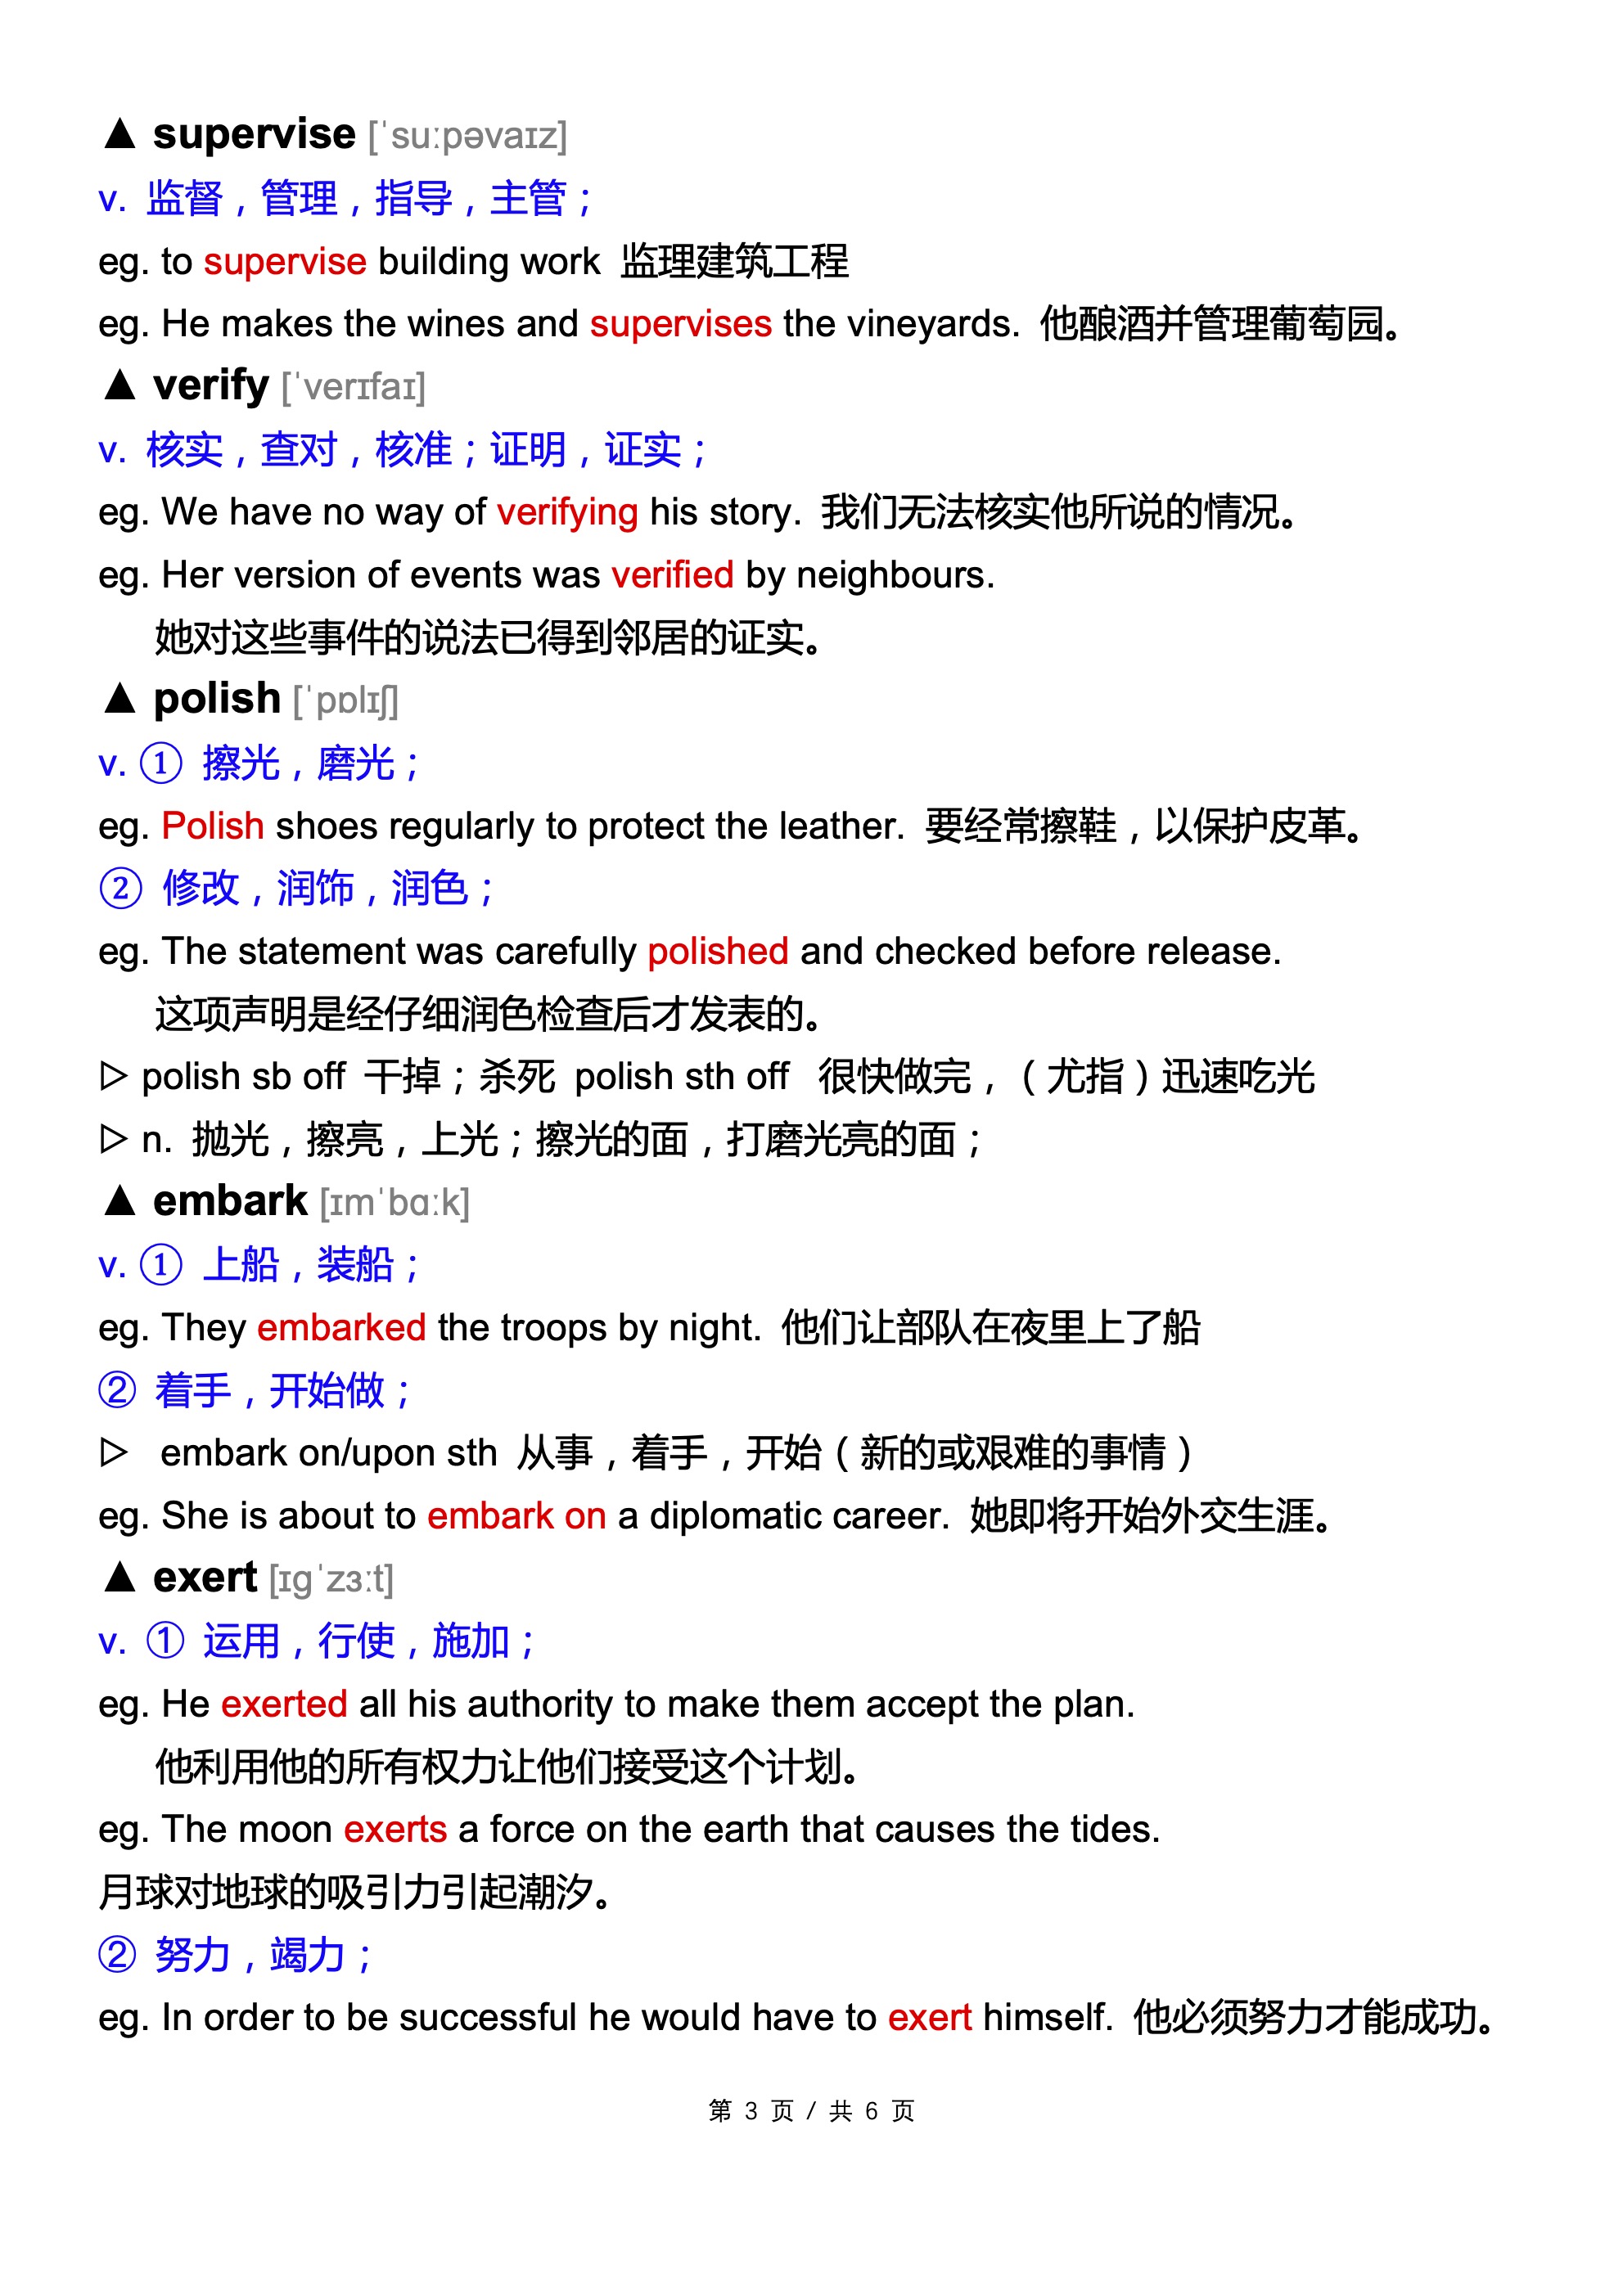 ▲ supervise [ˈsuːpəvaɪz]
v. 监督，管理，指导，主管；
eg. to supervise building work 监理建筑工程
eg. He makes the wines and supervises the vineyards. 他酿酒并管理葡萄园。
▲ verify [ˈverɪfaɪ]
v. 核实，查对，核准；证明，证实；
eg. We have no way of verifying his story. 我们无法核实他所说的情况。
eg. Her version of events was verified by neighbours.
她对这些事件的说法已得到邻居的证实。
▲ polish [ˈpɒlɪʃ]
v. ① 擦光，磨光；
eg. Polish shoes regularly to protect the leather. 要经常擦鞋，以保护皮革。
② 修改，润饰，润色；
eg. The statement was carefully polished and checked before release.
这项声明是经仔细润色检查后才发表的。
▷ polish sb off 干掉；杀死 polish sth off 很快做完，（尤指）迅速吃光
▷ n. 抛光，擦亮，上光；擦光的面，打磨光亮的面；
▲ embark [ɪmˈbɑːk]
v. ① 上船，装船；
eg. They embarked the troops by night. 他们让部队在夜里上了船
② 着手，开始做；
▷ embark on/upon sth 从事，着手，开始（新的或艰难的事情）
eg. She is about to embark on a diplomatic career. 她即将开始外交生涯。
▲ exert [ɪɡˈzɜːt]
v. ① 运用，行使，施加；
eg. He exerted all his authority to make them accept the plan.
他利用他的所有权力让他们接受这个计划。
eg. The moon exerts a force on the earth that causes the tides.
月球对地球的吸引力引起潮汐。
② 努力，竭力；
eg. In order to be successful he would have to exert himself. 他必须努力才能成功。
第 3 页 / 共 6 页